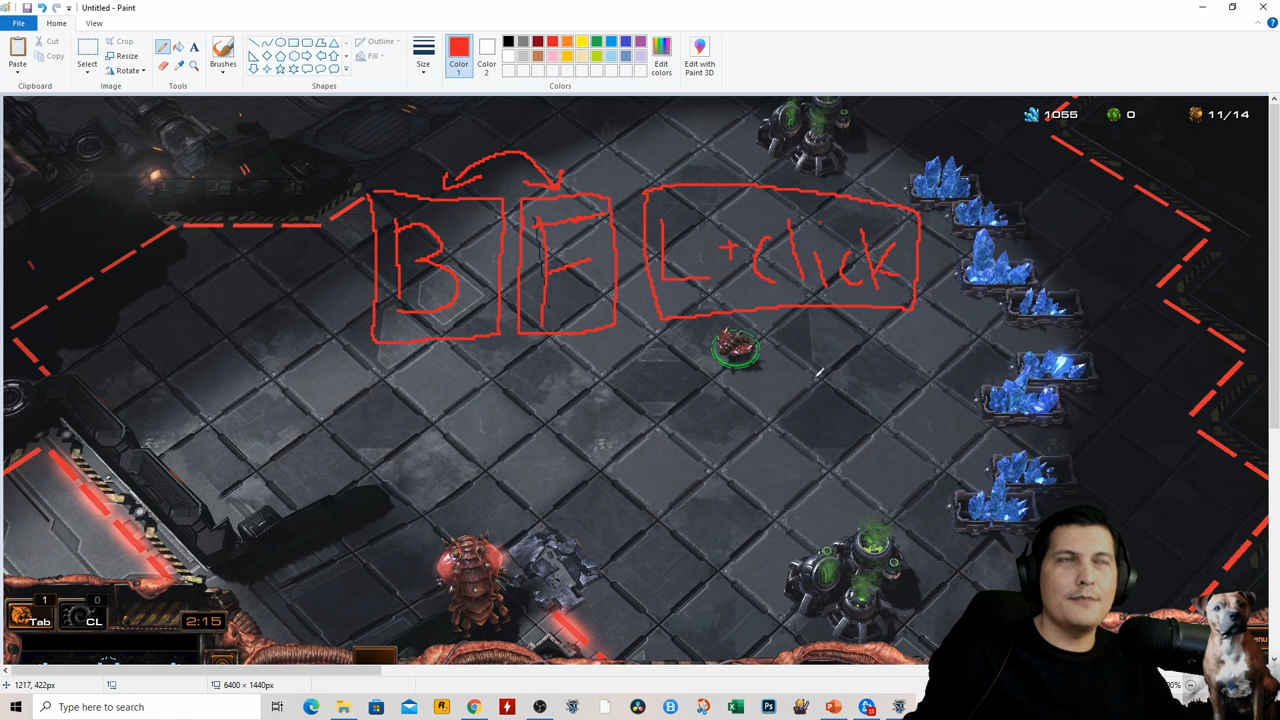 Untitled - Paint
File Home View
Paste
Cut
Copy
Clipboard
Select
Crop
Resize
Rotate
Image
Tools
Brushes
Shapes
Outline
Fill
Size
Color 1
Color 2
Colors
Edit colors
Edit with Paint 3D
1055 0 11/14
B F L + click
1 0
Tab CL
2:15
1217, 422px
6400 × 1440px
Type here to search